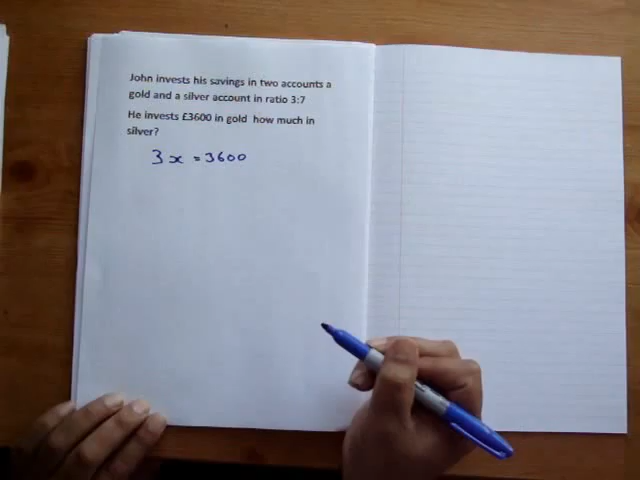 John invests his savings in two accounts a
gold and a silver account in ratio 3:7
He invests £3600 in gold how much in
silver?
3x = 3600